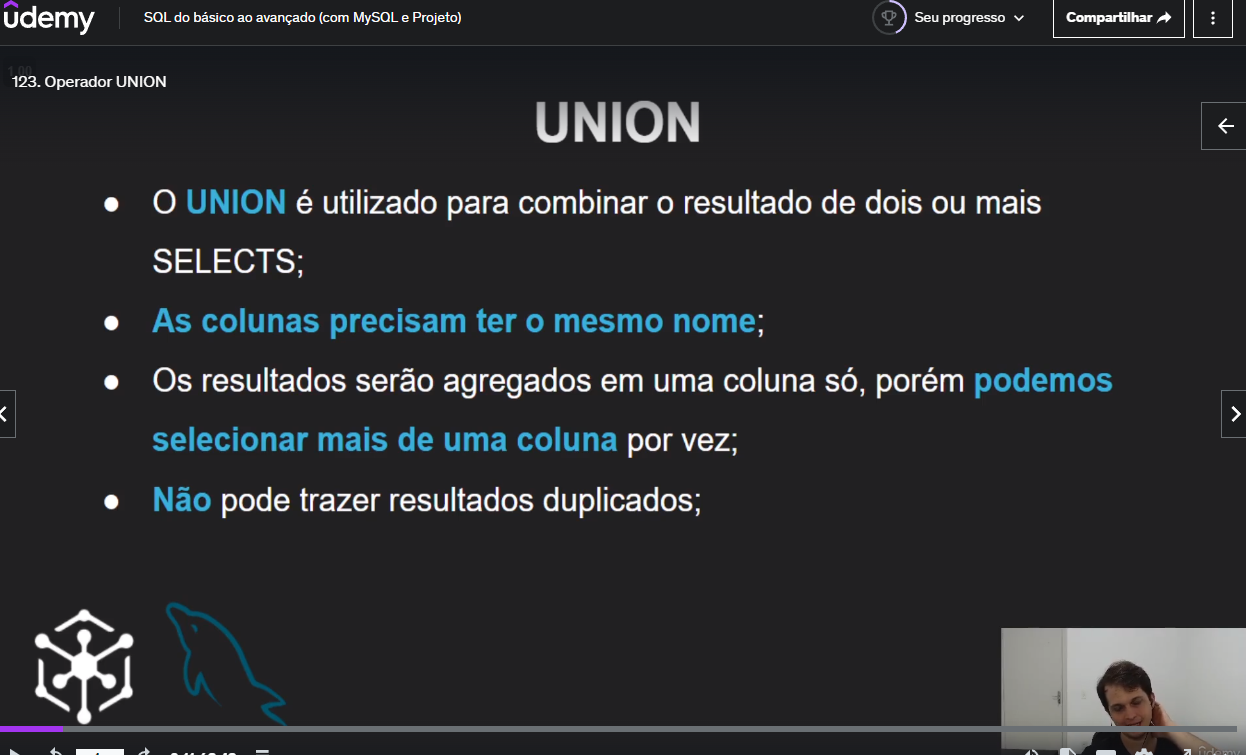 ûdemy
SQL do básico ao avançado (com MySQL e Projeto)
Seu progresso
Compartilhar
123. Operador UNION
UNION
● O UNION é utilizado para combinar o resultado de dois ou mais
SELECTS;
● As colunas precisam ter o mesmo nome;
● Os resultados serão agregados em uma coluna só, porém podemos
selecionar mais de uma coluna por vez;
● Não pode trazer resultados duplicados;
ûdemy